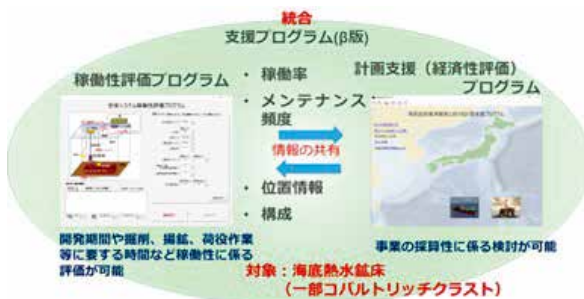 統合
支援プログラム(β版)
稼働性評価プログラム
・ 稼働率
・ メンテナンス
頻度
計画支援（経済性評価）
プログラム
情報の共有
・ 位置情報
・ 構成
開発期間や掘削、揚鉱、荷役作業
等に要する時間など稼働性に係る
評価が可能
事業の採算性に係る検討が可能
対象：海底熱水鉱床
（一部コバルトリッチクラスト）